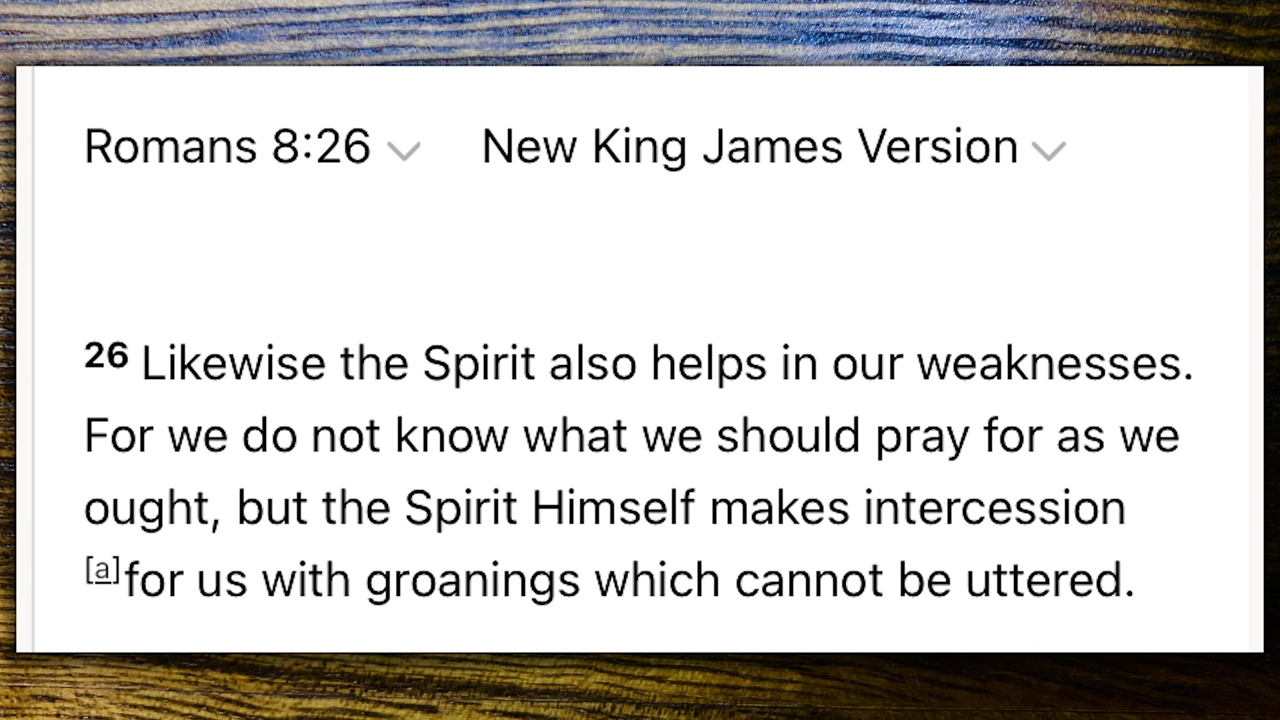 Romans 8:26 New King James Version
26 Likewise the Spirit also helps in our weaknesses.
For we do not know what we should pray for as we
ought, but the Spirit Himself makes intercession
[a]for us with groanings which cannot be uttered.